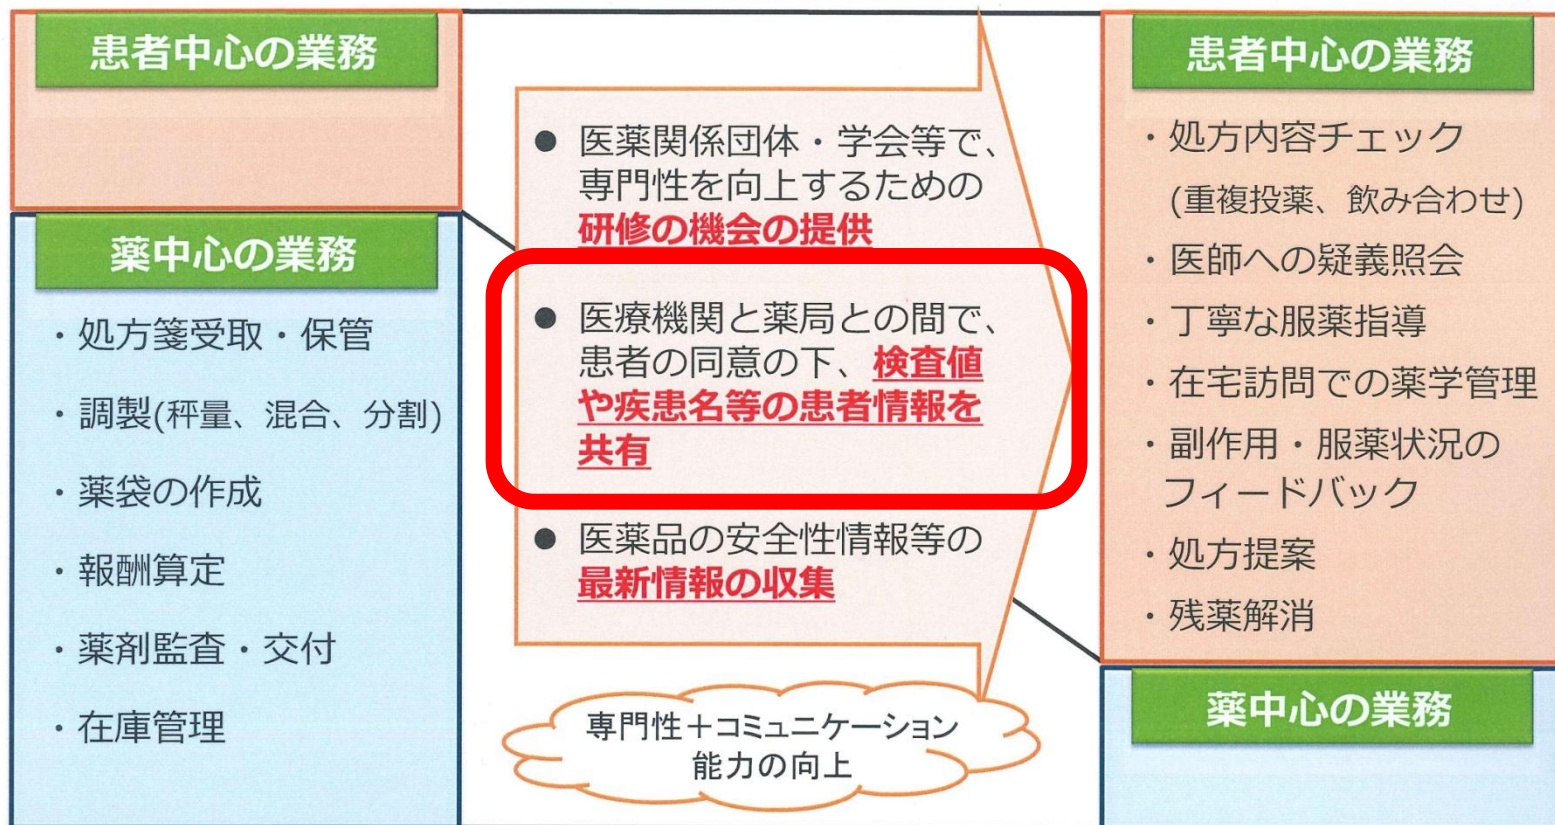 患者中心の業務
薬中心の業務
・処方箋受取・保管
・調製(秤量、混合、分割)
・薬袋の作成
・報酬算定
・薬剤監査・交付
・在庫管理
● 医薬関係団体・学会等で、
専門性を向上するための
研修の機会の提供
● 医療機関と薬局との間で、
患者の同意の下、検査値
や疾患名等の患者情報を
共有
● 医薬品の安全性情報等の
最新情報の収集
専門性＋コミュニケーション
能力の向上
患者中心の業務
・処方内容チェック
(重複投薬、飲み合わせ)
・医師への疑義照会
・丁寧な服薬指導
・在宅訪問での薬学管理
・副作用・服薬状況の
フィードバック
・処方提案
・残薬解消
薬中心の業務